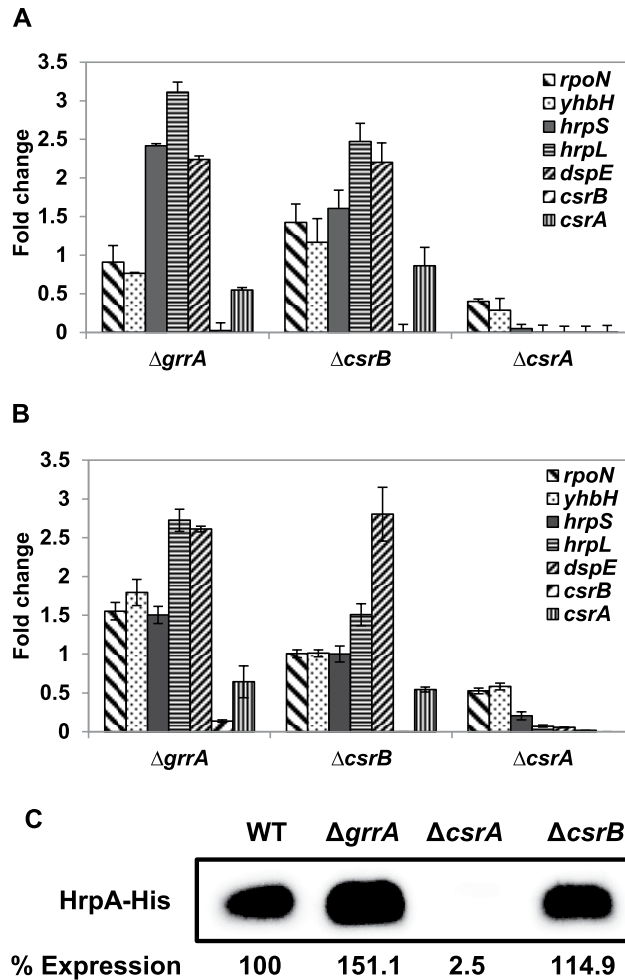 A
Fold change
3.5
3
2.5
2
1.5
1
0.5
0
rpoN
yhbH
hrpS
hrpL
dspE
csrB
csrA
ΔgrrA ΔcsrB ΔcsrA
B
Fold change
3.5
3
2.5
2
1.5
1
0.5
0
rpoN
yhbH
hrpS
hrpL
dspE
csrB
csrA
ΔgrrA ΔcsrB ΔcsrA
C
WT ΔgrrA ΔcsrA ΔcsrB
HrpA-His
% Expression 100 151.1 2.5 114.9